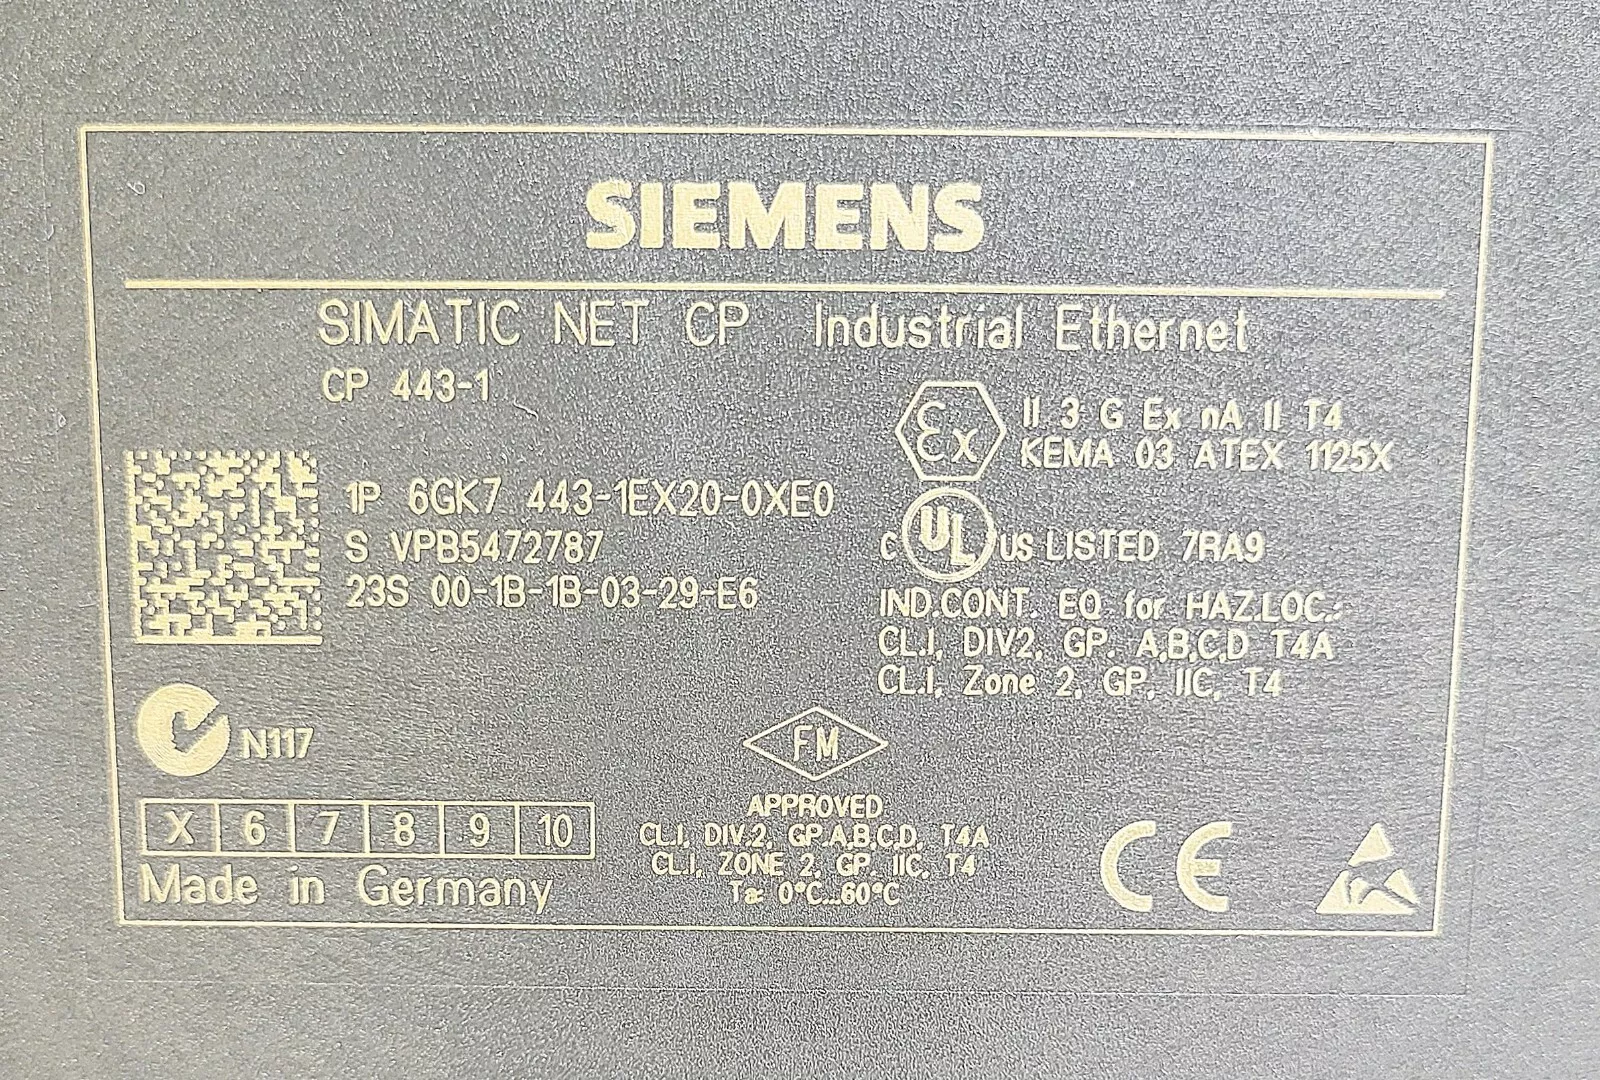 SIEMENS
SIMATIC NET CP Industrial Ethernet
CP 443-1
Ex II 3 G Ex nA II T4
KEMA 03 ATEX 1125X
1P 6GK7 443-1EX20-0XE0
S VPB5472787
23S 00-1B-1B-03-29-E6
C UL US LISTED 7RA9
IND.CONT. EQ for HAZ.LOC.:
CL.I, DIV.2, GP. A,B,C,D T4A
CL.I, Zone 2, GP. IIC, T4
N117
FM
APPROVED
CL.I, DIV.2, GP.A,B,C,D, T4A
CL.I, ZONE 2, GP. IIC, T4
Ta: 0°C...60°C
X 6 7 8 9 10
Made in Germany
CE